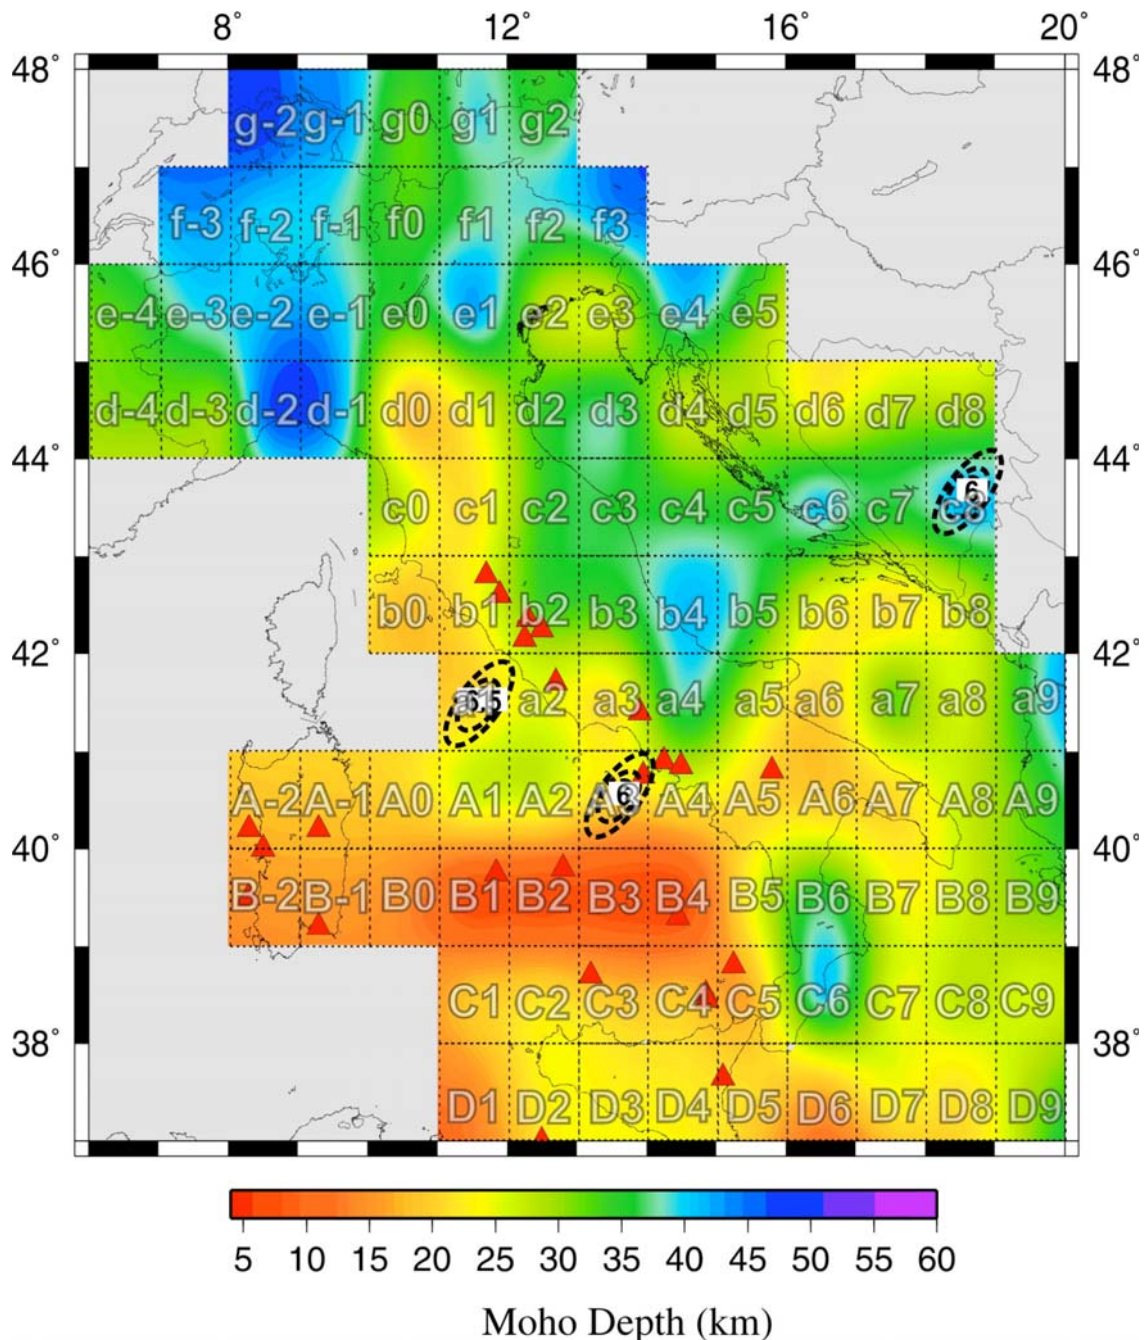 8° 12° 16° 20°
48° 48°
g-2 g-1 g0 g1 g2
f-3 f-2 f-1 f0 f1 f2 f3
46° 46°
e-4 e-3 e-2 e-1 e0 e1 e2 e3 e4 e5
d-4 d-3 d-2 d-1 d0 d1 d2 d3 d4 d5 d6 d7 d8
44° 44°
6
c0 c1 c2 c3 c4 c5 c6 c7 c8
b0 b1 b2 b3 b4 b5 b6 b7 b8
42° 42°
a1 a2 a3 a4 a5 a6 a7 a8 a9
6
A-2 A-1 A0 A1 A2 A3 A4 A5 A6 A7 A8 A9
40° 40°
B-2 B-1 B0 B1 B2 B3 B4 B5 B6 B7 B8 B9
C1 C2 C3 C4 C5 C6 C7 C8 C9
38° 38°
D1 D2 D3 D4 D5 D6 D7 D8 D9
5 10 15 20 25 30 35 40 45 50 55 60
Moho Depth (km)